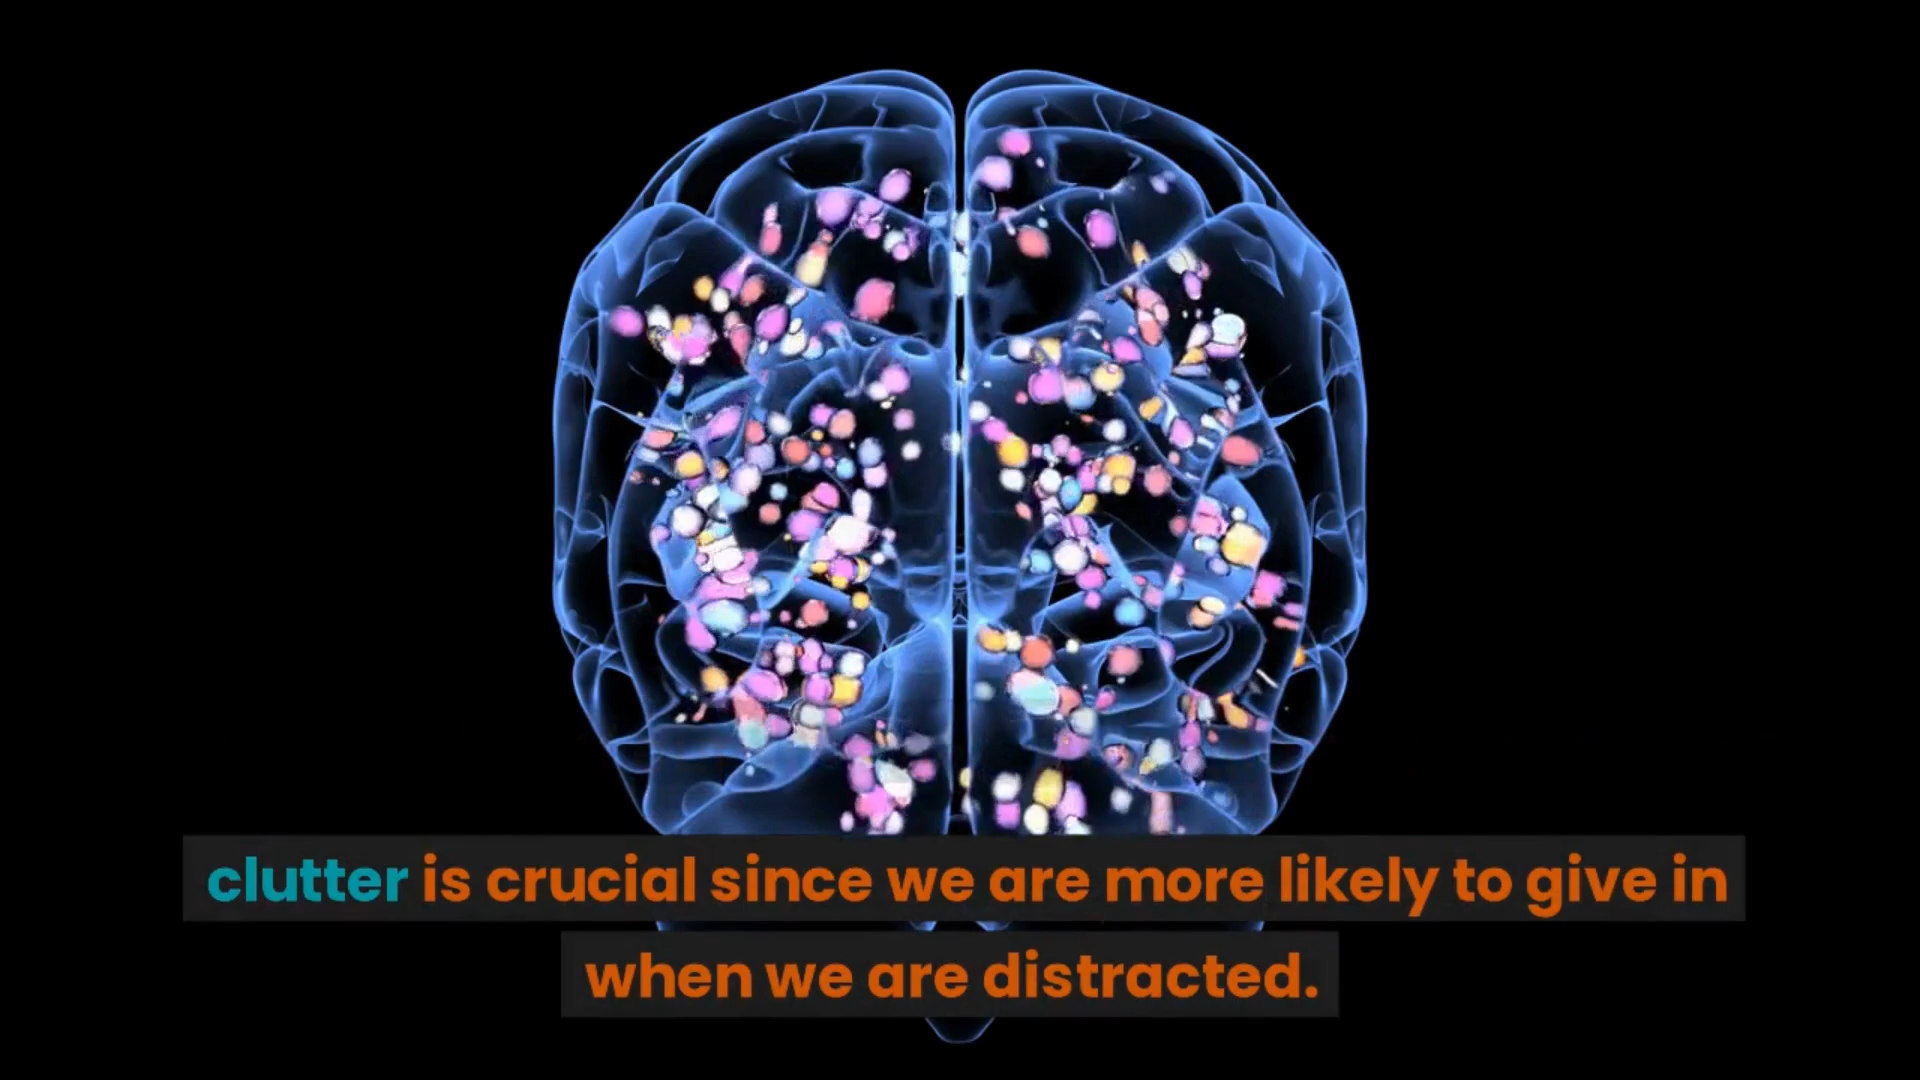 clutter is crucial since we are more likely to give in
when we are distracted.